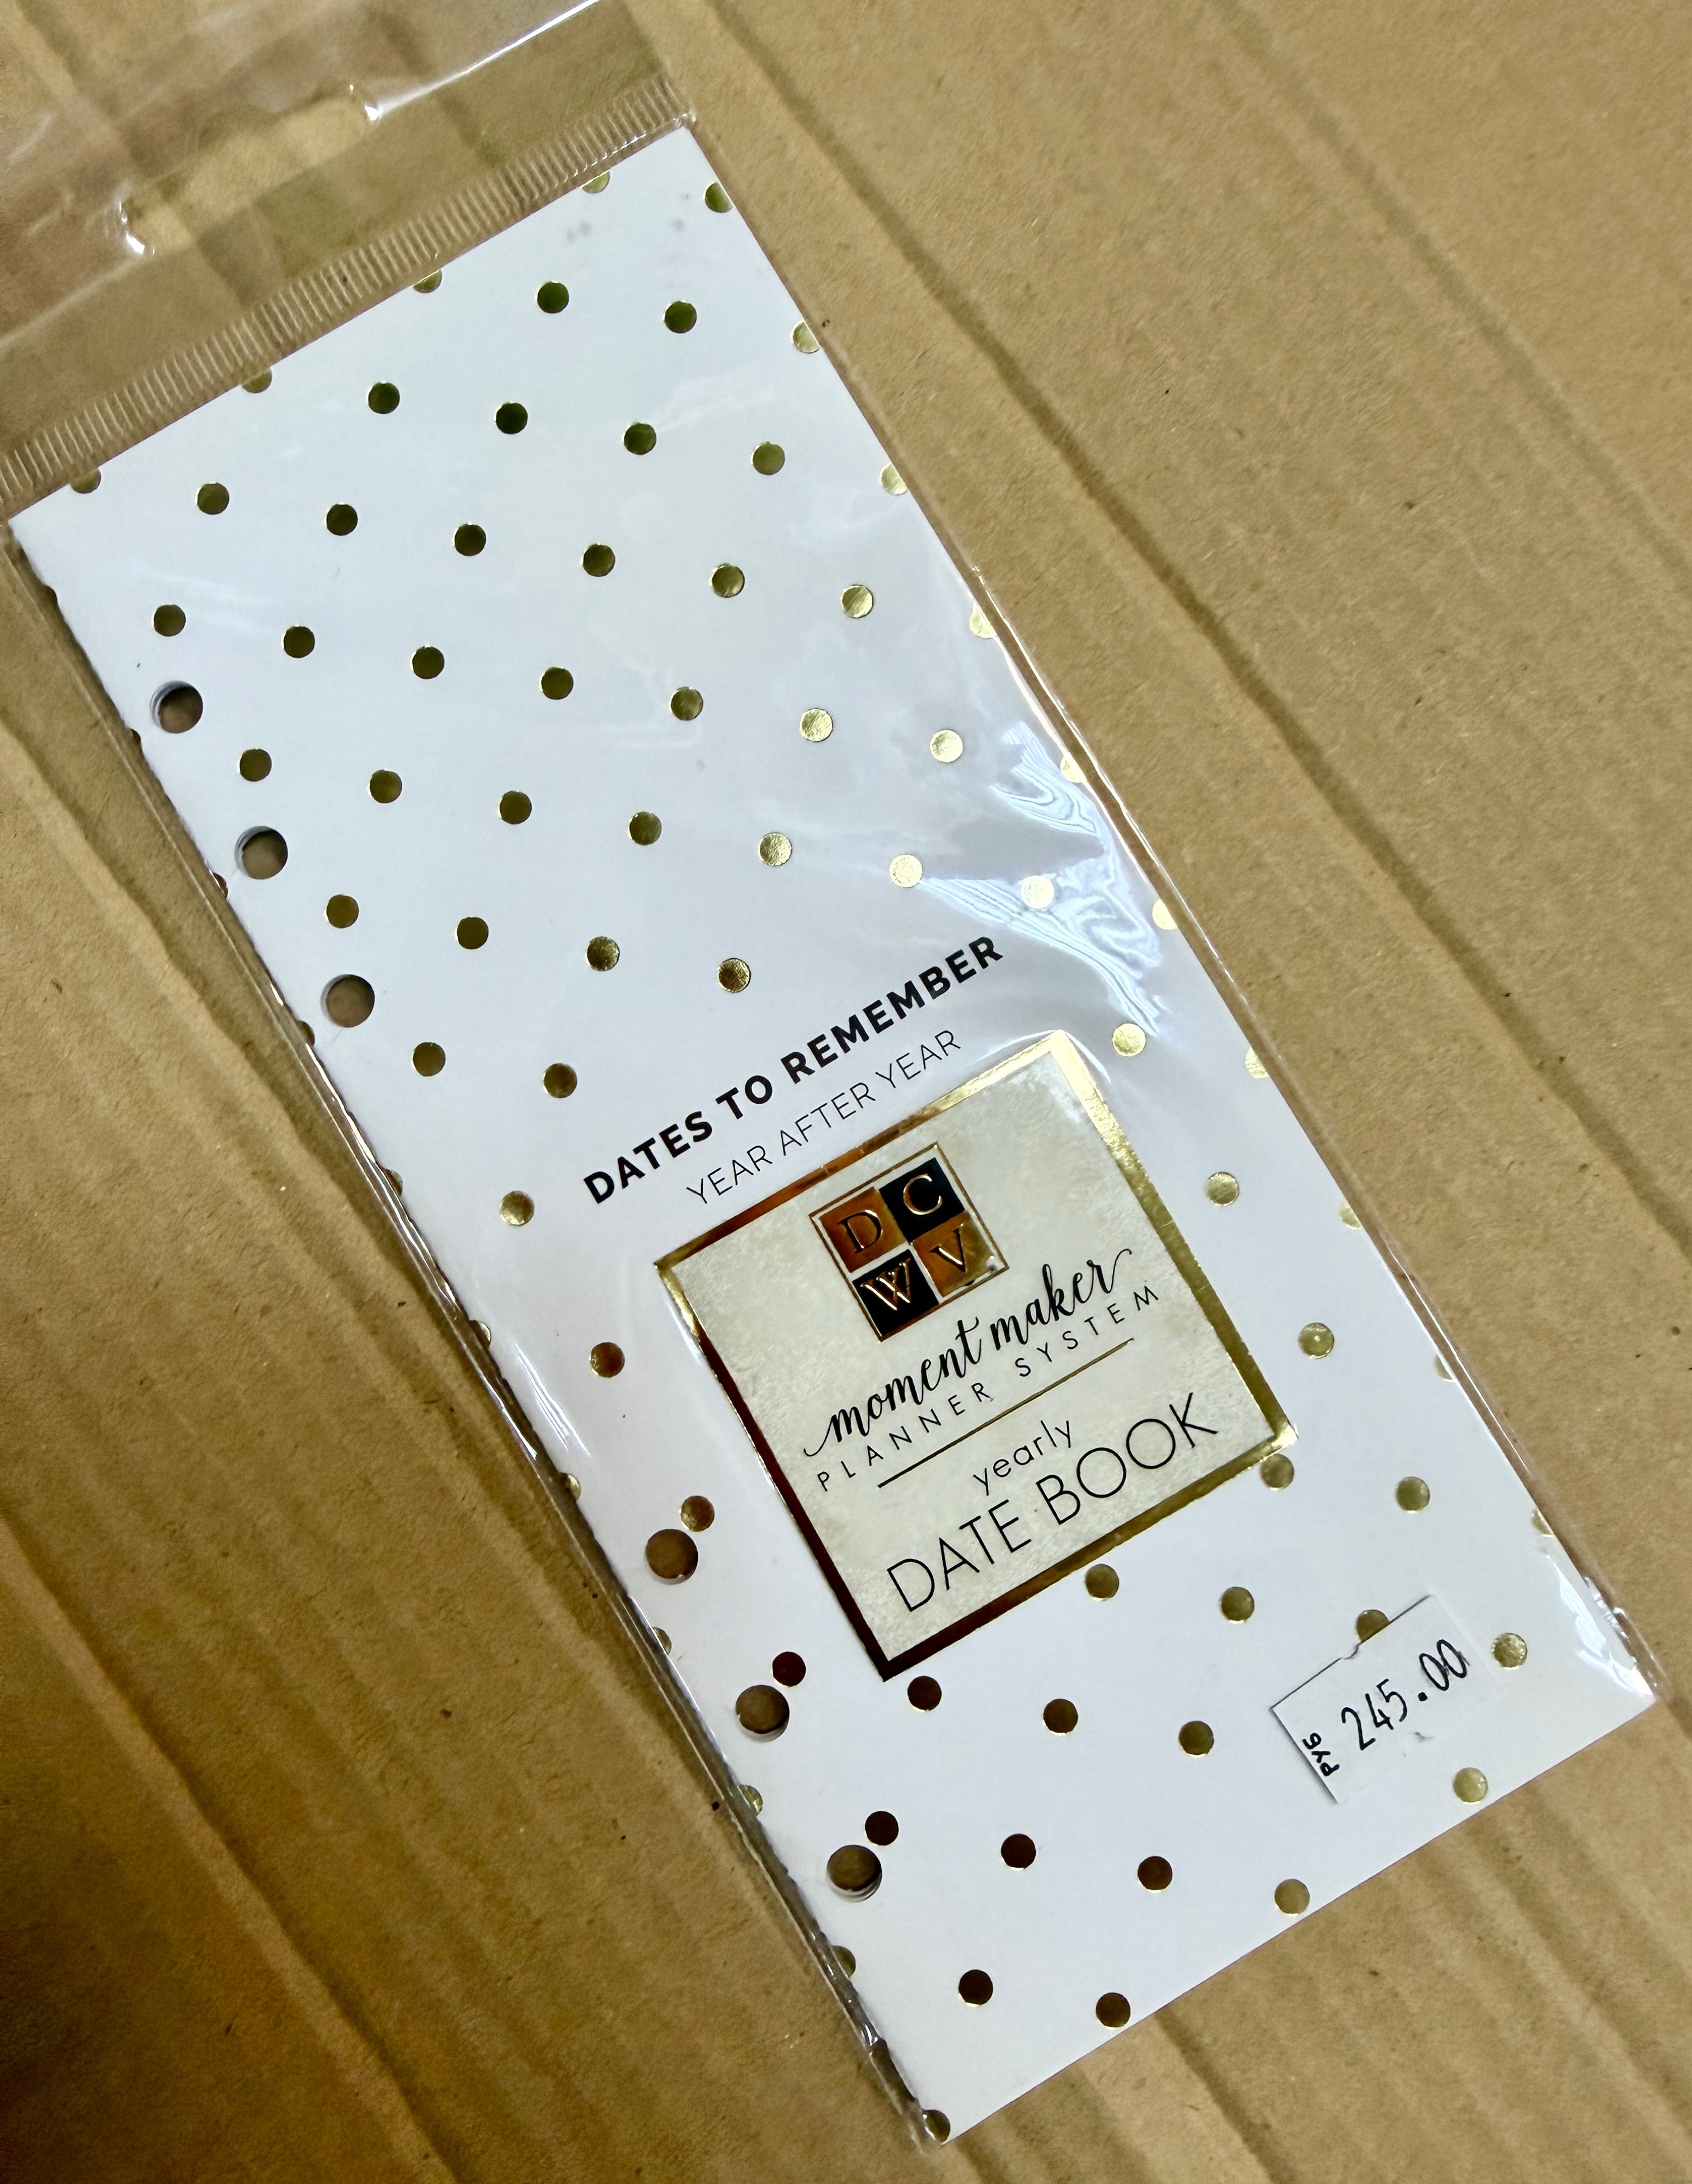 DATES TO REMEMBER
YEAR AFTER YEAR
D C
W V
moment maker
PLANNER SYSTEM
yearly
DATE BOOK
245.00